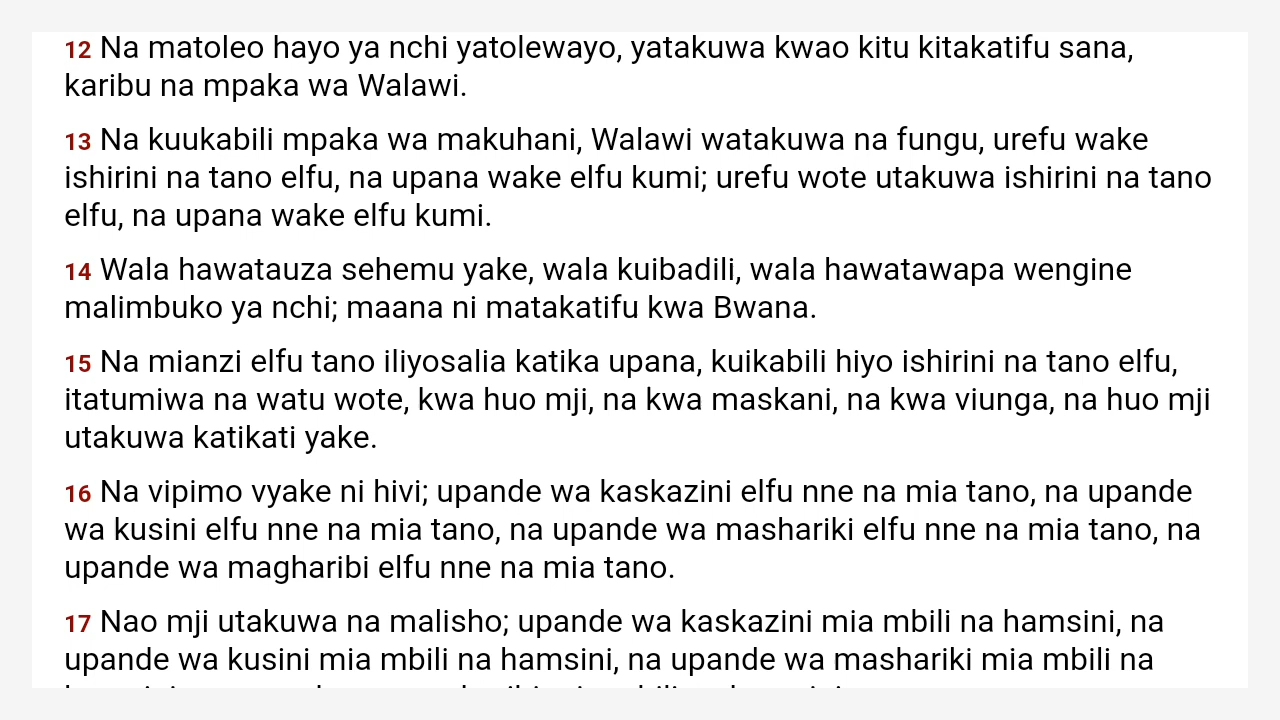 12 Na matoleo hayo ya nchi yatolewayo, yatakuwa kwao kitu kitakatifu sana,
karibu na mpaka wa Walawi.
13 Na kuukabili mpaka wa makuhani, Walawi watakuwa na fungu, urefu wake
ishirini na tano elfu, na upana wake elfu kumi; urefu wote utakuwa ishirini na tano
elfu, na upana wake elfu kumi.
14 Wala hawatauza sehemu yake, wala kuibadili, wala hawatawapa wengine
malimbuko ya nchi; maana ni matakatifu kwa Bwana.
15 Na mianzi elfu tano iliyosalia katika upana, kuikabili hiyo ishirini na tano elfu,
itatumiwa na watu wote, kwa huo mji, na kwa maskani, na kwa viunga, na huo mji
utakuwa katikati yake.
16 Na vipimo vyake ni hivi; upande wa kaskazini elfu nne na mia tano, na upande
wa kusini elfu nne na mia tano, na upande wa mashariki elfu nne na mia tano, na
upande wa magharibi elfu nne na mia tano.
17 Nao mji utakuwa na malisho; upande wa kaskazini mia mbili na hamsini, na
upande wa kusini mia mbili na hamsini, na upande wa mashariki mia mbili na